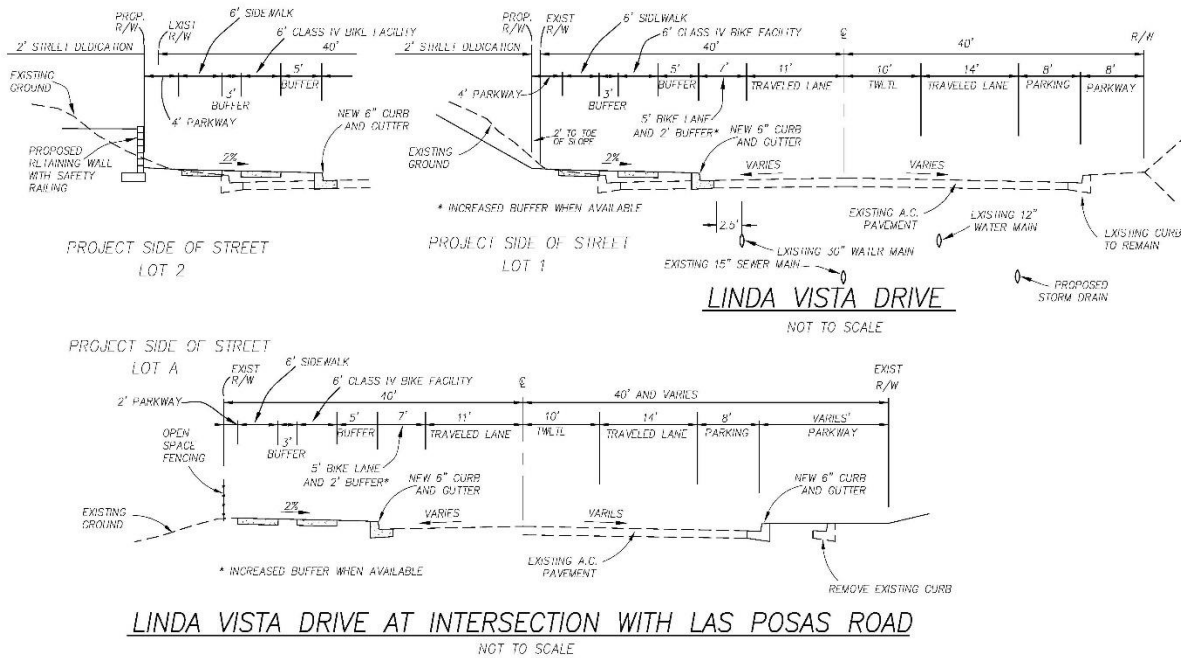 PROP.
R/W
EXIST
R/W
6' SIDEWALK
6' CLASS IV BIKE FACILITY
2' STREET DEDICATION
40'
5'
BUFFER
3'
BUFFER
4' PARKWAY
EXISTING
GROUND
PROPOSED
RETAINING WALL
WITH SAFETY
RAILING
2%
NEW 6" CURB
AND GUTTER
PROJECT SIDE OF STREET
LOT 2
PROP.
R/W
EXIST
R/W
6' SIDEWALK
6' CLASS IV BIKE FACILITY
2' STREET DEDICATION
40'
℄
40'
R/W
5'
BUFFER
7'
11'
TRAVELED LANE
10'
TWLTL
14'
TRAVELED LANE
8'
PARKING
8'
PARKWAY
4' PARKWAY
3'
BUFFER
5' BIKE LANE
AND 2' BUFFER*
NEW 6" CURB
AND GUTTER
EXISTING
GROUND
2' TO TOE
OF SLOPE
2%
VARIES
VARIES
* INCREASED BUFFER WHEN AVAILABLE
EXISTING A.C.
PAVEMENT
2.5'
EXISTING 12"
WATER MAIN
EXISTING CURB
TO REMAIN
EXISTING 30" WATER MAIN
EXISTING 15" SEWER MAIN
PROPOSED
STORM DRAIN
PROJECT SIDE OF STREET
LOT 1
LINDA VISTA DRIVE
NOT TO SCALE
PROJECT SIDE OF STREET
LOT A
EXIST
R/W
6' SIDEWALK
6' CLASS IV BIKE FACILITY
2' PARKWAY
40'
℄
40' AND VARIES
EXIST
R/W
5'
BUFFER
7'
11'
TRAVELED LANE
10'
TWLTL
14'
TRAVELED LANE
8'
PARKING
VARIES'
PARKWAY
OPEN
SPACE
FENCING
3'
BUFFER
5' BIKE LANE
AND 2' BUFFER*
NEW 6" CURB
AND GUTTER
NEW 6" CURB
AND GUTTER
EXISTING
GROUND
2%
VARIES
VARIES
EXISTING A.C.
PAVEMENT
* INCREASED BUFFER WHEN AVAILABLE
REMOVE EXISTING CURB
LINDA VISTA DRIVE AT INTERSECTION WITH LAS POSAS ROAD
NOT TO SCALE